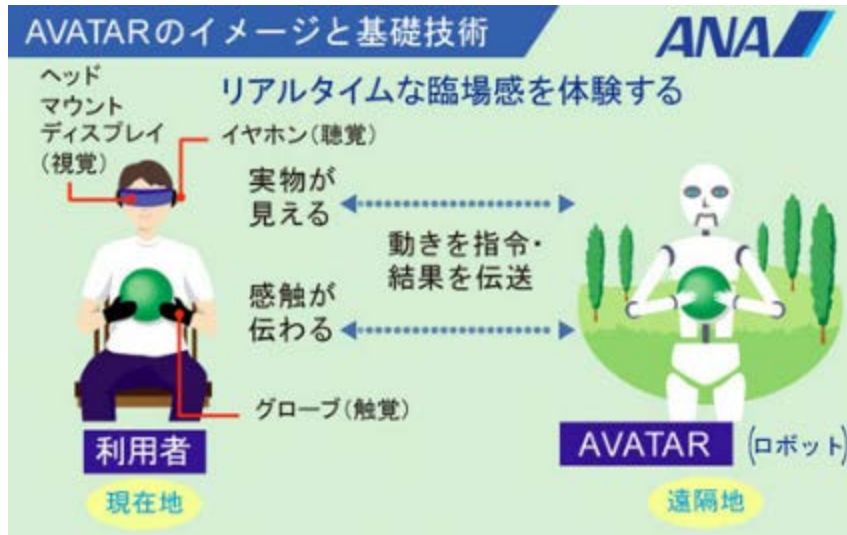 AVATARのイメージと基礎技術
ANA
リアルタイムな臨場感を体験する
ヘッド
マウント
ディスプレイ
(視覚)
イヤホン(聴覚)
実物が
見える
動きを指令・
結果を伝送
感触が
伝わる
グローブ(触覚)
利用者
現在地
AVATAR
(ロボット)
遠隔地